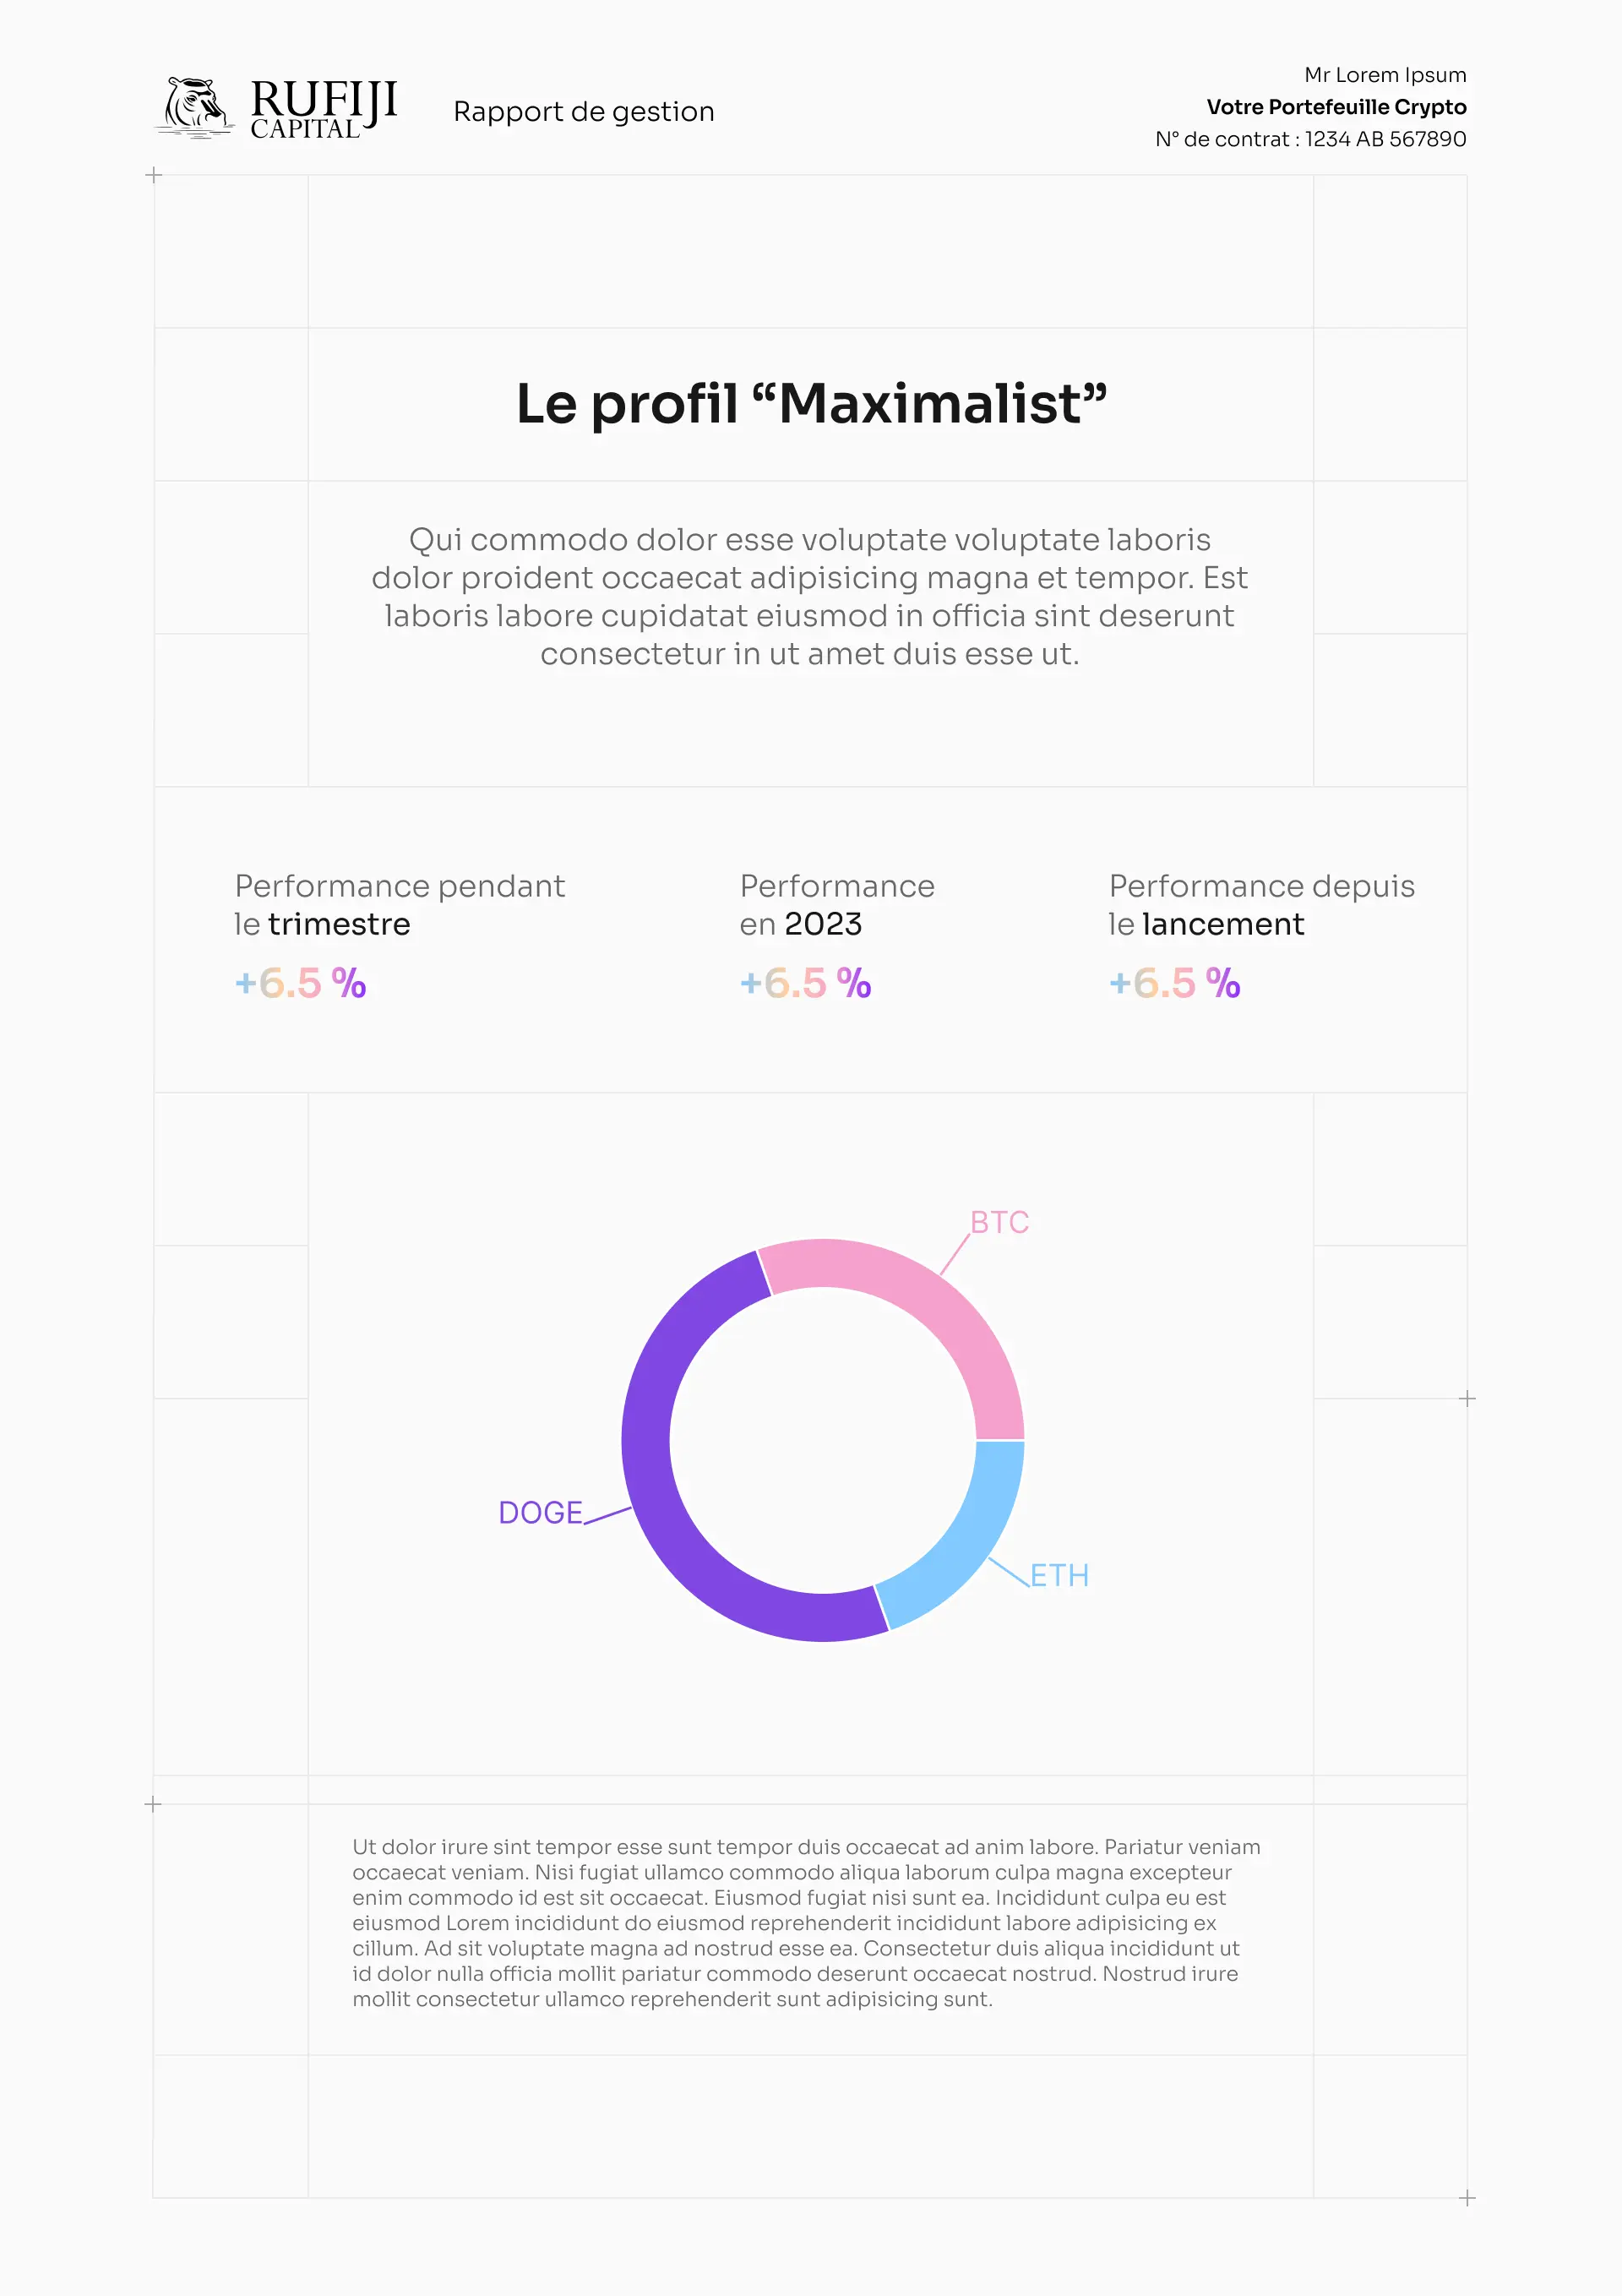 RUFIJI
CAPITAL
Rapport de gestion
Mr Lorem Ipsum
Votre Portefeuille Crypto
N° de contrat : 1234 AB 567890
Le profil “Maximalist”
Qui commodo dolor esse voluptate voluptate laboris
dolor proident occaecat adipisicing magna et tempor. Est
laboris labore cupidatat eiusmod in officia sint deserunt
consectetur in ut amet duis esse ut.
Performance pendant
le trimestre
+6.5 %
Performance
en 2023
+6.5 %
Performance depuis
le lancement
+6.5 %
BTC
DOGE
ETH
Ut dolor irure sint tempor esse sunt tempor duis occaecat ad anim labore. Pariatur veniam
occaecat veniam. Nisi fugiat ullamco commodo aliqua laborum culpa magna excepteur
enim commodo id est sit occaecat. Eiusmod fugiat nisi sunt ea. Incididunt culpa eu est
eiusmod Lorem incididunt do eiusmod reprehenderit incididunt labore adipisicing ex
cillum. Ad sit voluptate magna ad nostrud esse ea. Consectetur duis aliqua incididunt ut
id dolor nulla officia mollit pariatur commodo deserunt occaecat nostrud. Nostrud irure
mollit consectetur ullamco reprehenderit sunt adipisicing sunt.